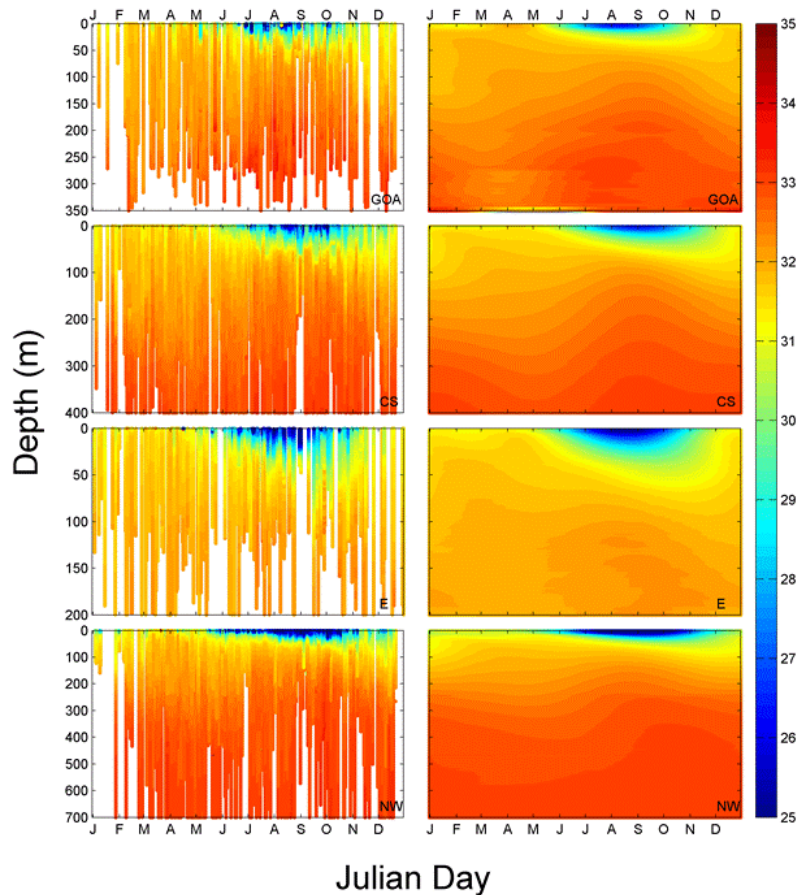 J F M A M J J A S O N D
J F M A M J J A S O N D
0
50
100
150
200
250
300
350
GOA
GOA
0
100
200
300
400
CS
CS
0
50
100
150
200
E
E
0
100
200
300
400
500
600
700
NW
NW
J F M A M J J A S O N D
J F M A M J J A S O N D
35
34
33
32
31
30
29
28
27
26
25
Depth (m)
Julian Day